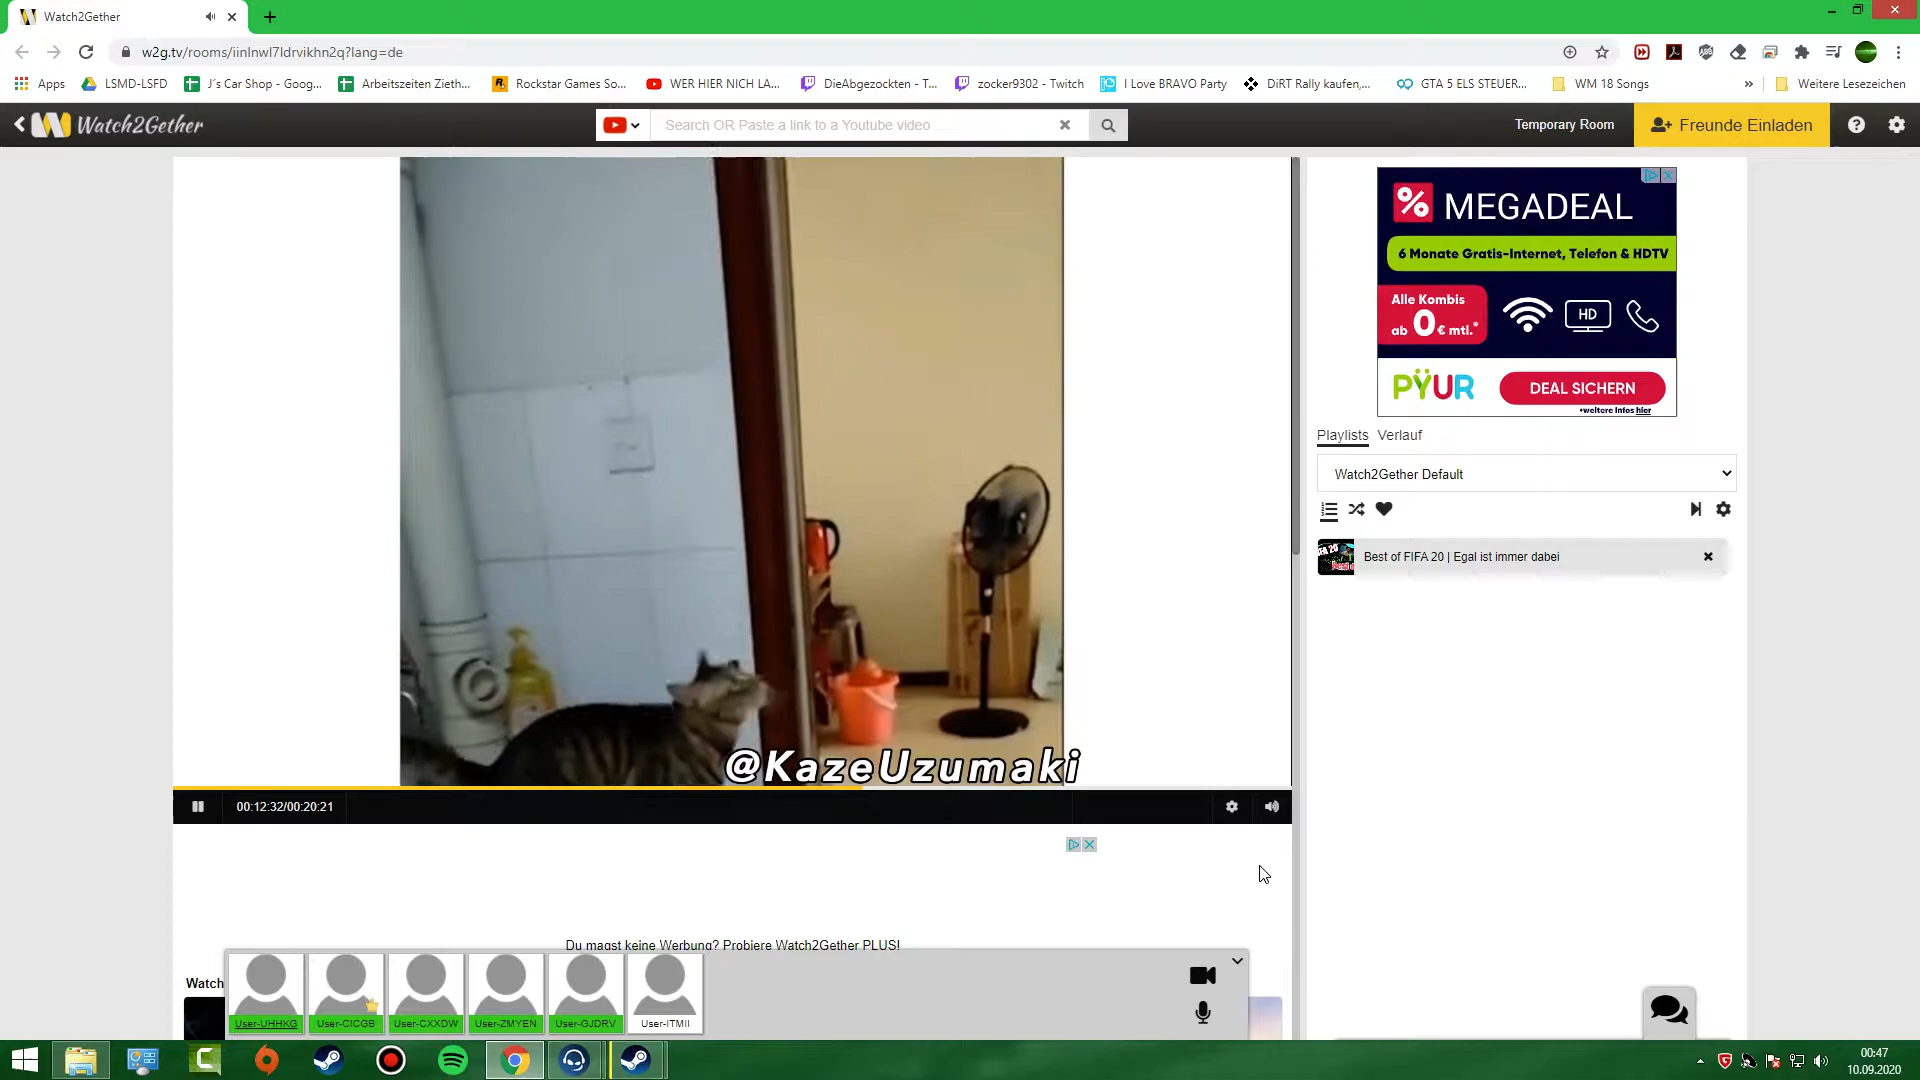 Watch2Gether
w2g.tv/rooms/iinlnwl7ldrvikhn2q?lang=de
Apps
LSMD-LSFD
J´s Car Shop - Goog...
Arbeitszeiten Zieth...
Rockstar Games So...
WER HIER NICH LA...
DieAbgezockten - T...
zocker9302 - Twitch
I Love BRAVO Party
DiRT Rally kaufen,...
GTA 5 ELS STEUER...
WM 18 Songs
»
Weitere Lesezeichen
Watch2Gether
Search OR Paste a link to a Youtube video
Temporary Room
Freunde Einladen
% MEGADEAL
6 Monate Gratis-Internet, Telefon & HDTV
Alle Kombis
ab 0 € mtl.*
HD
PŸUR
DEAL SICHERN
*weitere Infos hier
Playlists
Verlauf
Watch2Gether Default
Best of FIFA 20 | Egal ist immer dabei
@KazeUzumaki
00:12:32/00:20:21
Du magst keine Werbung? Probiere Watch2Gether PLUS!
Watch
User-UHHKG
User-CICGB
User-CXXDW
User-ZMYEN
User-GJDRV
User-ITMII
00:47
10.09.2020